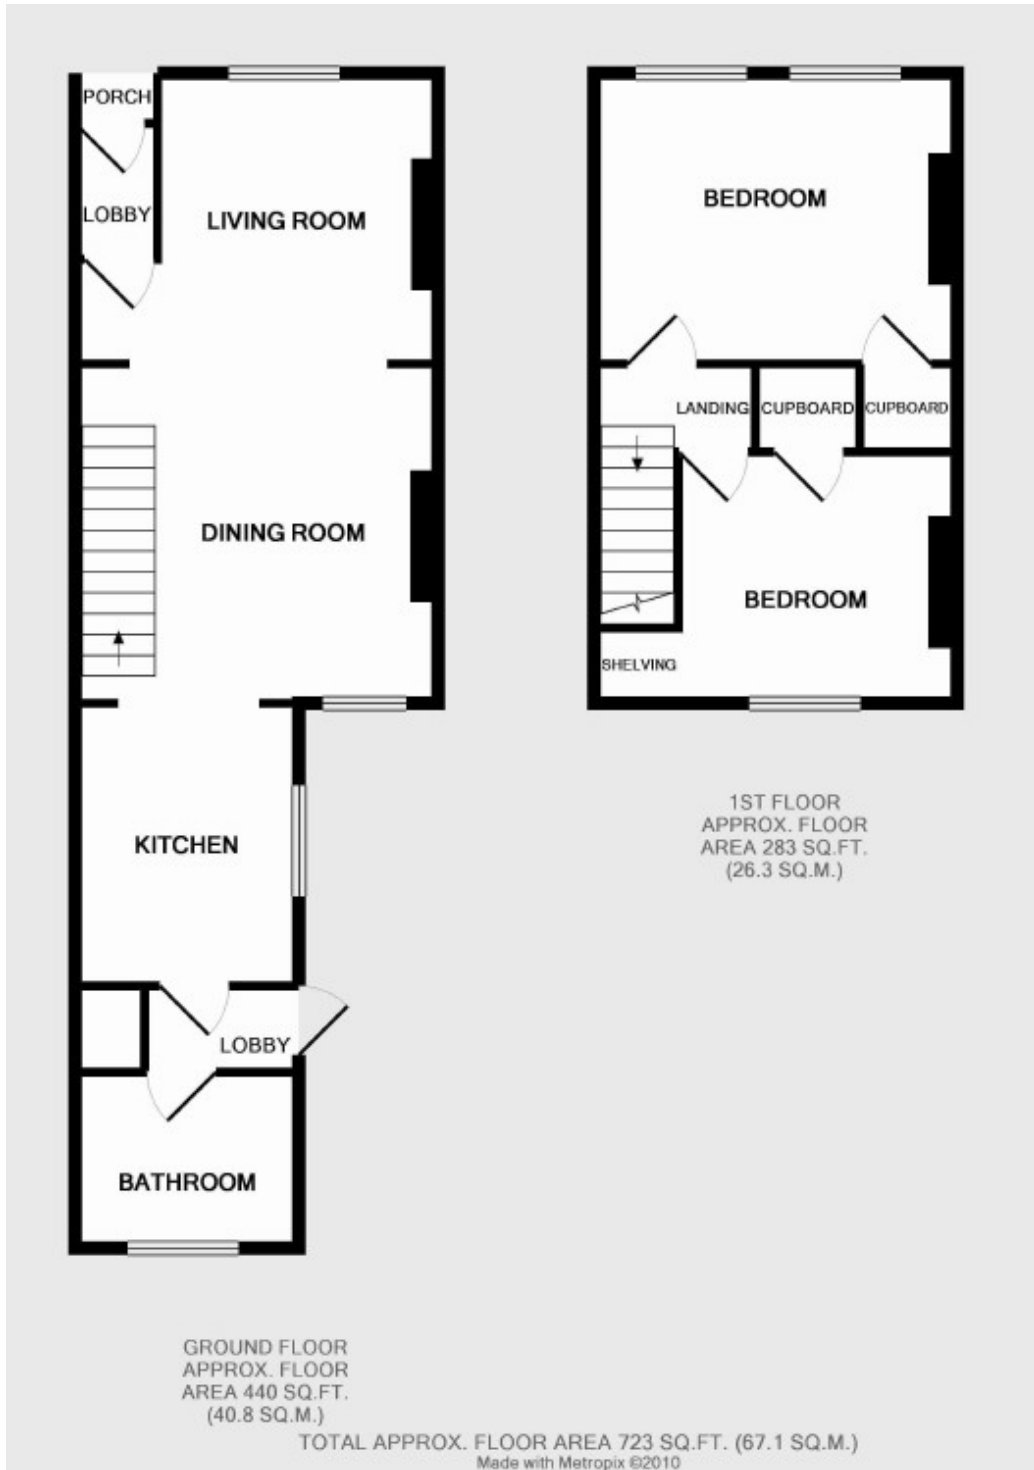 PORCH
LOBBY
LIVING ROOM
DINING ROOM
KITCHEN
LOBBY
BATHROOM
GROUND FLOOR
APPROX. FLOOR
AREA 440 SQ.FT.
(40.8 SQ.M.)
BEDROOM
LANDING
CUPBOARD
CUPBOARD
BEDROOM
SHELVING
1ST FLOOR
APPROX. FLOOR
AREA 283 SQ.FT.
(26.3 SQ.M.)
TOTAL APPROX. FLOOR AREA 723 SQ.FT. (67.1 SQ.M.)
Made with Metropix ©2010